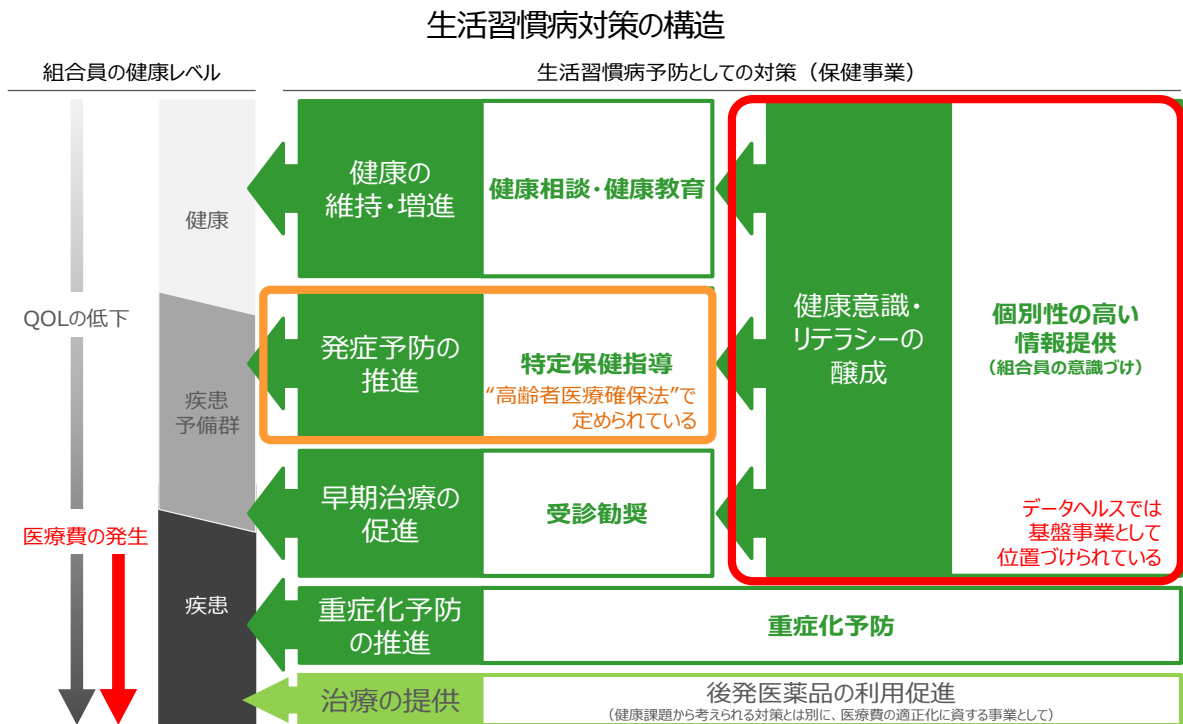 生活習慣病対策の構造
組合員の健康レベル
生活習慣病予防としての対策（保健事業）
健康
疾患
予備群
疾患
QOLの低下
医療費の発生
健康の
維持・増進
健康相談・健康教育
発症予防の
推進
特定保健指導
“高齢者医療確保法”で
定められている
早期治療の
促進
受診勧奨
健康意識・
リテラシーの
醸成
個別性の高い
情報提供
（組合員の意識づけ）
データヘルスでは
基盤事業として
位置づけられている
重症化予防
の推進
重症化予防
治療の提供
後発医薬品の利用促進
（健康課題から考えられる対策とは別に、医療費の適正化に資する事業として）